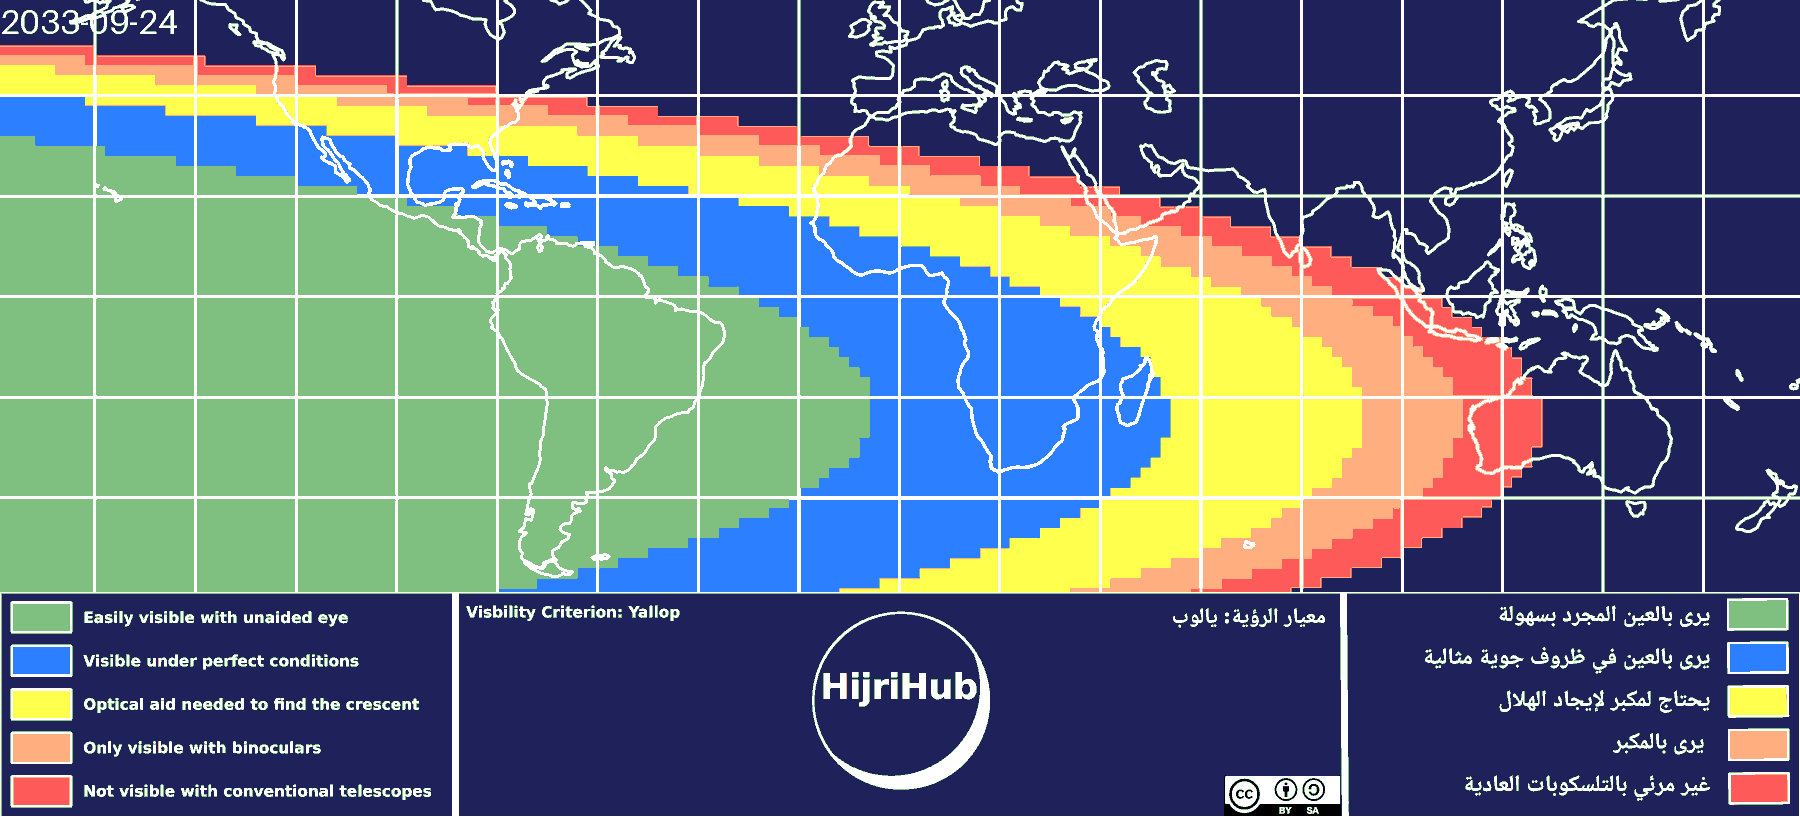 2033-09-24
Easily visible with unaided eye
Visible under perfect conditions
Optical aid needed to find the crescent
Only visible with binoculars
Not visible with conventional telescopes
Visbility Criterion: Yallop
معيار الرؤية: يالوب
HijriHub
cc
BY SA
يرى بالعين المجرد بسهولة
يرى بالعين في ظروف جوية مثالية
يحتاج لمكبر لإيجاد الهلال
يرى بالمكبر
غير مرئي بالتلسكوبات العادية